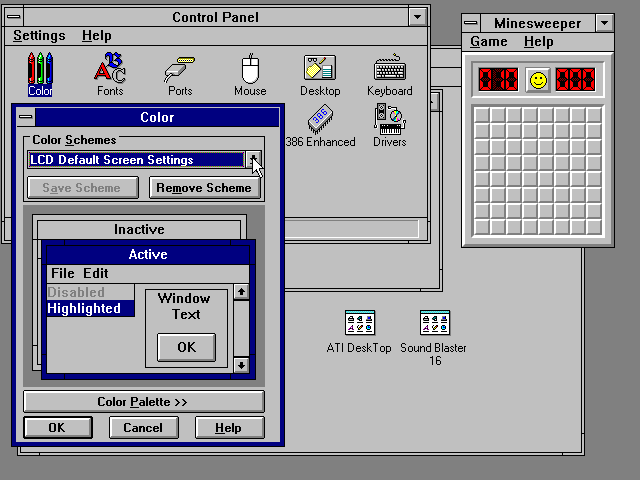 Control Panel
Settings Help
Color
Fonts
Ports
Mouse
Desktop
Keyboard
386
386 Enhanced
Drivers
Minesweeper
Game Help
Color
Color Schemes
LCD Default Screen Settings
Save Scheme
Remove Scheme
Inactive
Active
File Edit
Disabled
Highlighted
Window
Text
OK
Color Palette >>
OK
Cancel
Help
ATI DeskTop
Sound Blaster
16